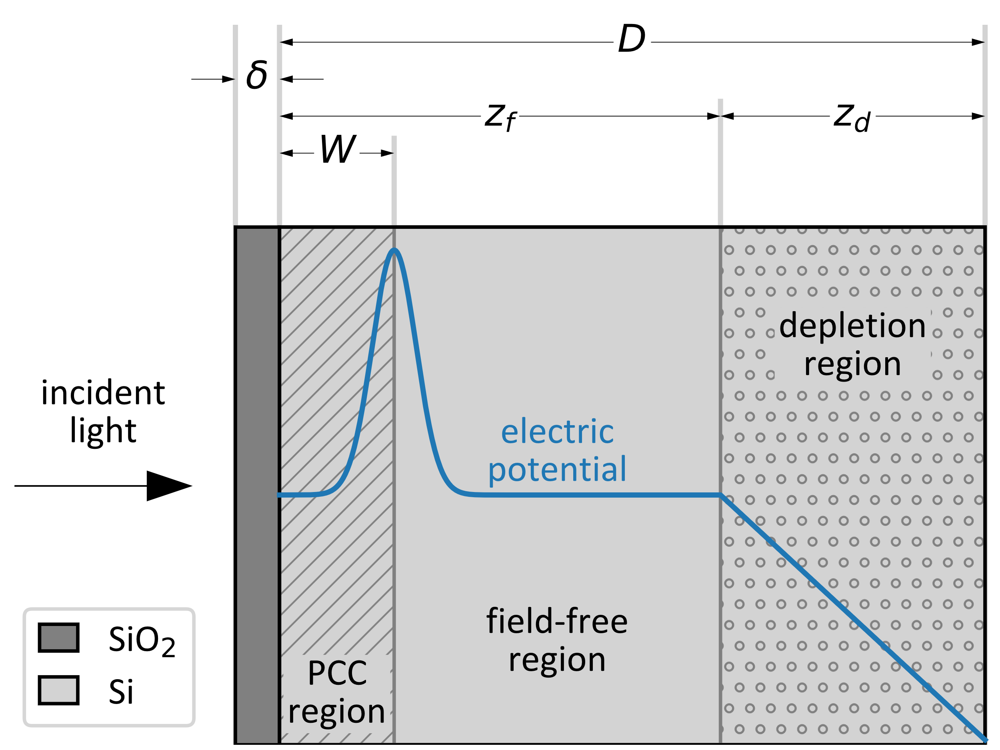 D
δ
z_f
z_d
W
depletion
region
incident
light
electric
potential
field-free
region
PCC
region
SiO₂
Si